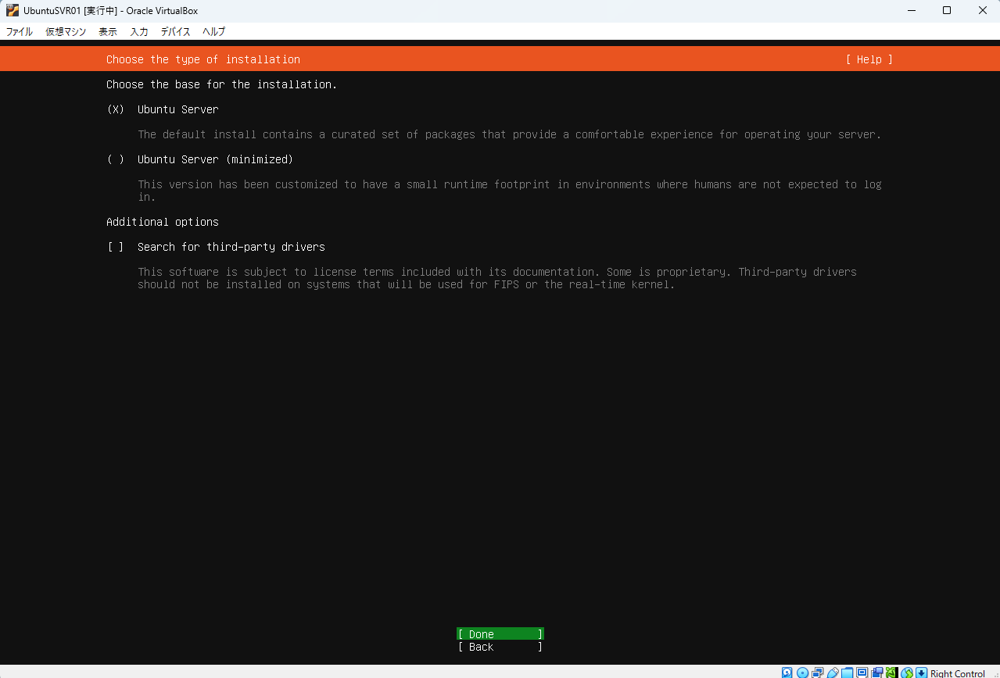 UbuntuSVR01 [実行中] - Oracle VirtualBox
ファイル 仮想マシン 表示 入力 デバイス ヘルプ
Choose the type of installation [ Help ]
Choose the base for the installation.
(X) Ubuntu Server
The default install contains a curated set of packages that provide a comfortable experience for operating your server.
( ) Ubuntu Server (minimized)
This version has been customized to have a small runtime footprint in environments where humans are not expected to log
in.
Additional options
[ ] Search for third-party drivers
This software is subject to license terms included with its documentation. Some is proprietary. Third-party drivers
should not be installed on systems that will be used for FIPS or the real-time kernel.
[ Done ]
[ Back ]
Right Control